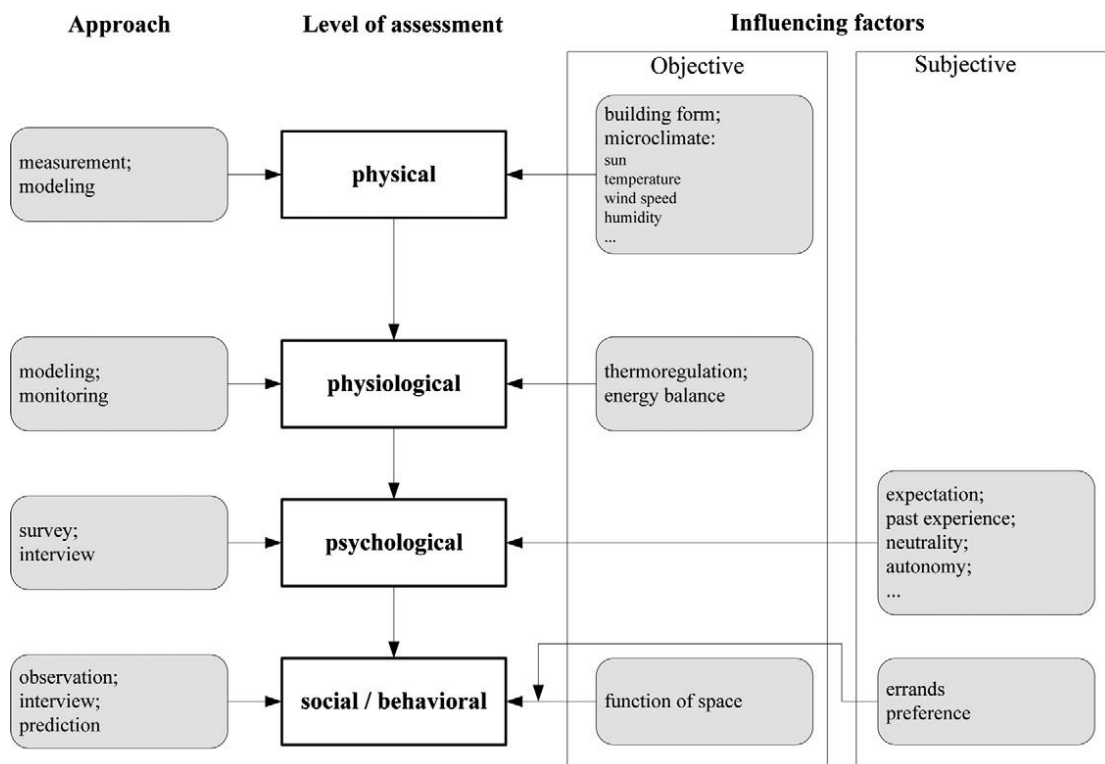 Approach
Level of assessment
Influencing factors
Objective
Subjective
measurement;
modeling
physical
building form;
microclimate:
sun
temperature
wind speed
humidity
...
modeling;
monitoring
physiological
thermoregulation;
energy balance
survey;
interview
psychological
expectation;
past experience;
neutrality;
autonomy;
...
observation;
interview;
prediction
social / behavioral
function of space
errands
preference